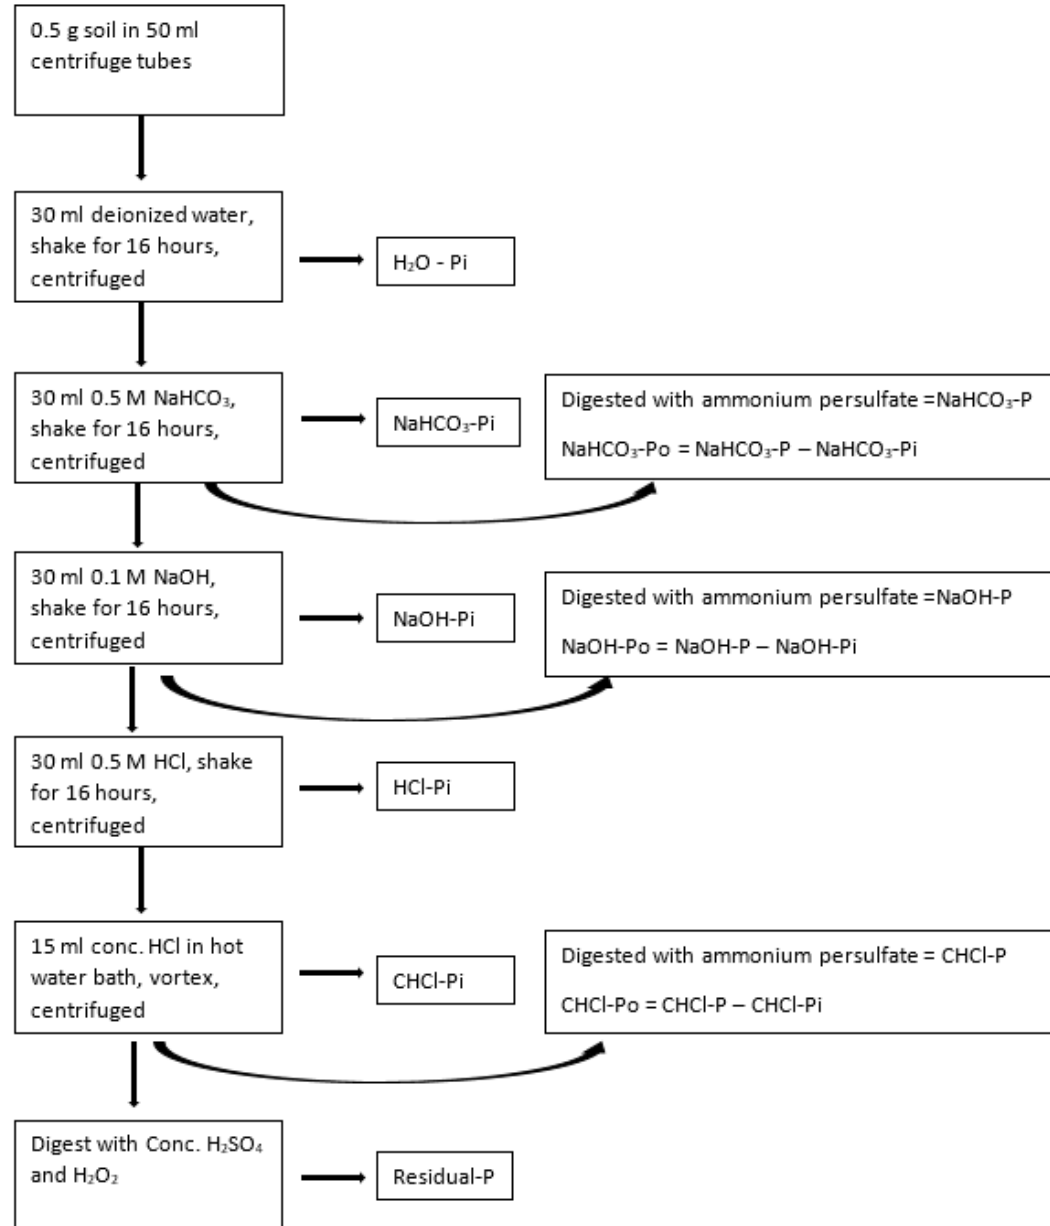 0.5 g soil in 50 ml
centrifuge tubes
30 ml deionized water,
shake for 16 hours,
centrifuged
H₂O - Pi
30 ml 0.5 M NaHCO₃,
shake for 16 hours,
centrifuged
NaHCO₃-Pi
Digested with ammonium persulfate =NaHCO₃-P
NaHCO₃-Po = NaHCO₃-P – NaHCO₃-Pi
30 ml 0.1 M NaOH,
shake for 16 hours,
centrifuged
NaOH-Pi
Digested with ammonium persulfate =NaOH-P
NaOH-Po = NaOH-P – NaOH-Pi
30 ml 0.5 M HCl, shake
for 16 hours,
centrifuged
HCl-Pi
15 ml conc. HCl in hot
water bath, vortex,
centrifuged
CHCl-Pi
Digested with ammonium persulfate = CHCl-P
CHCl-Po = CHCl-P – CHCl-Pi
Digest with Conc. H₂SO₄
and H₂O₂
Residual-P